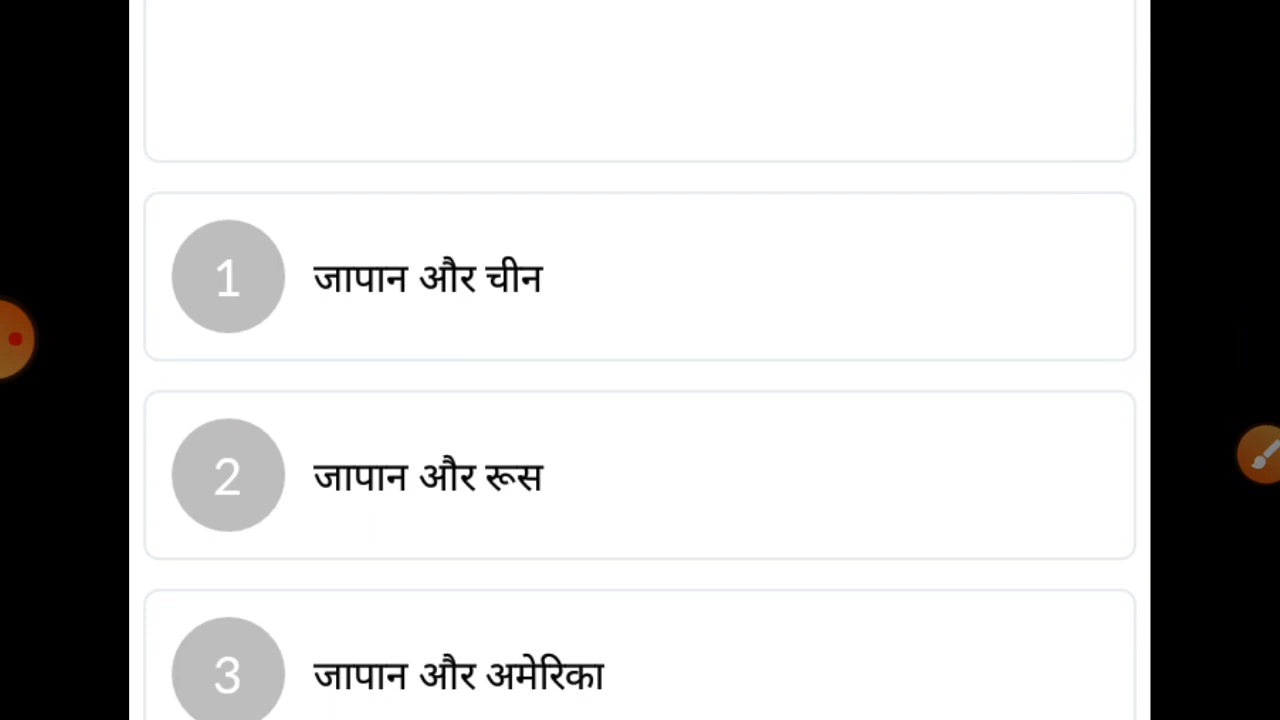 1 जापान और चीन
2 जापान और रूस
3 जापान और अमेरिका